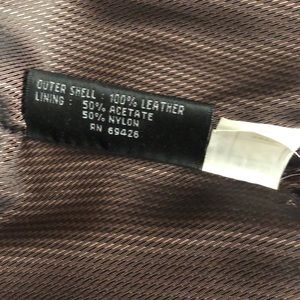 OUTER SHELL : 100% LEATHER
LINING : 50% ACETATE
50% NYLON
RN 69426